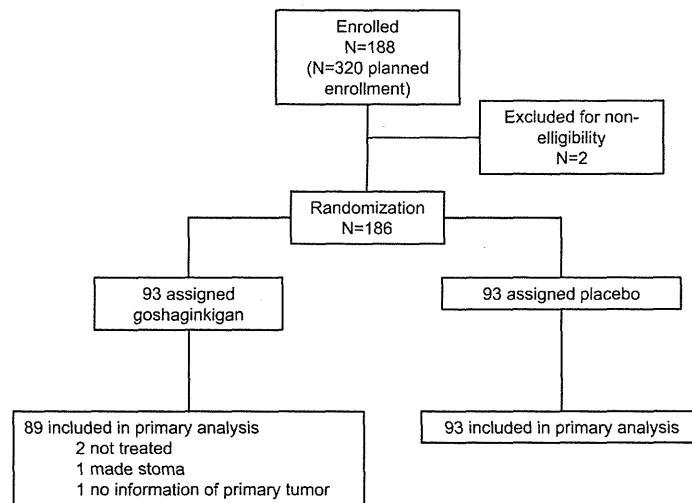 Enrolled
N=188
(N=320 planned
enrollment)
Excluded for non-
elligibility
N=2
Randomization
N=186
93 assigned
goshaginkigan
93 assigned placebo
89 included in primary analysis
2 not treated
1 made stoma
1 no information of primary tumor
93 included in primary analysis